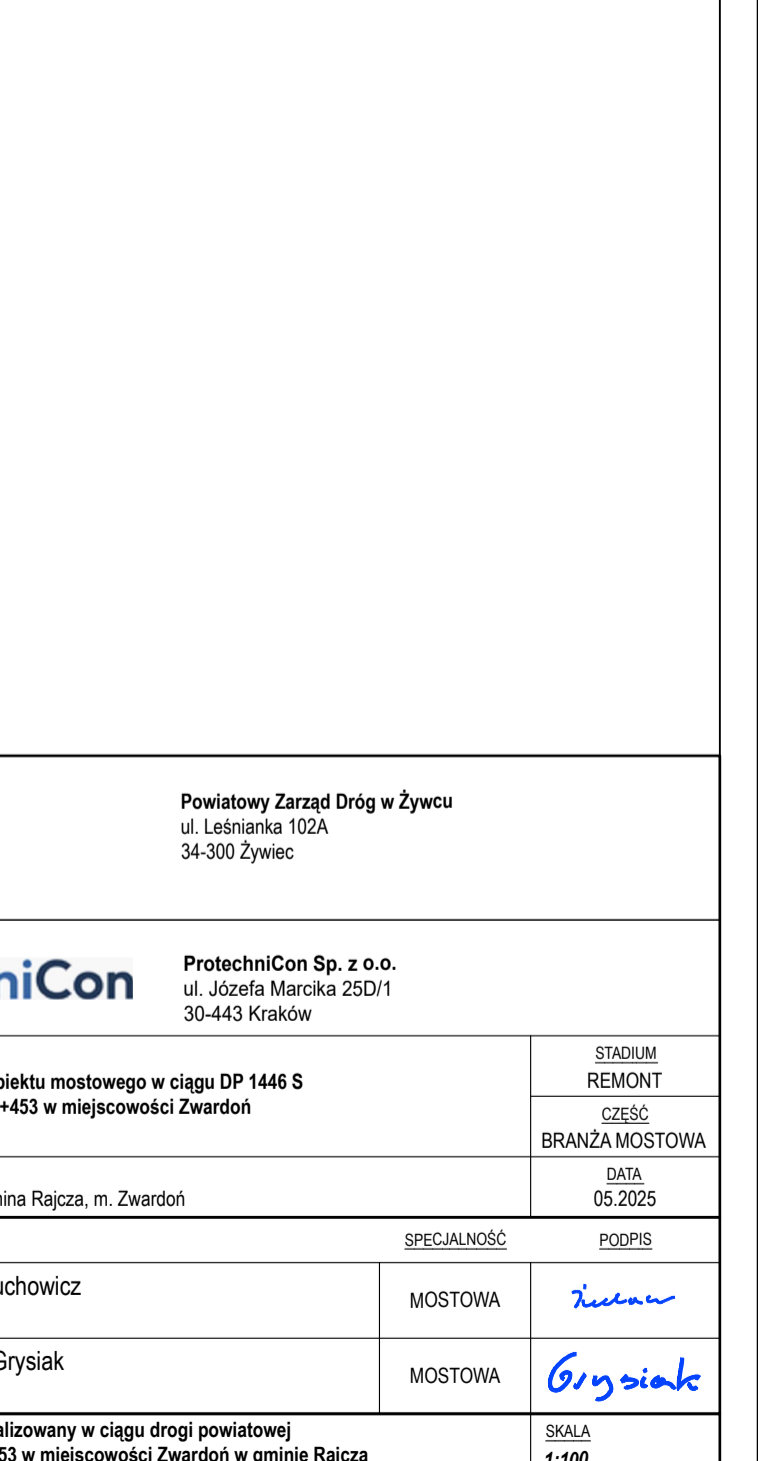 Powiatowy Zarząd Dróg w Żywcu
ul. Leśnianka 102A
34-300 Żywiec
niCon
ProtechniCon Sp. z o.o.
ul. Józefa Marcika 25D/1
30-443 Kraków
STADIUM
REMONT
biektu mostowego w ciągu DP 1446 S
+453 w miejscowości Zwardoń
CZĘŚĆ
BRANŻA MOSTOWA
DATA
05.2025
nina Rajcza, m. Zwardoń
SPECJALNOŚĆ
PODPIS
uchowicz
MOSTOWA
Grysiak
MOSTOWA
Grysiak
alizowany w ciągu drogi powiatowej
53 w miejscowości Zwardoń w gminie Rajcza
SKALA
1:100